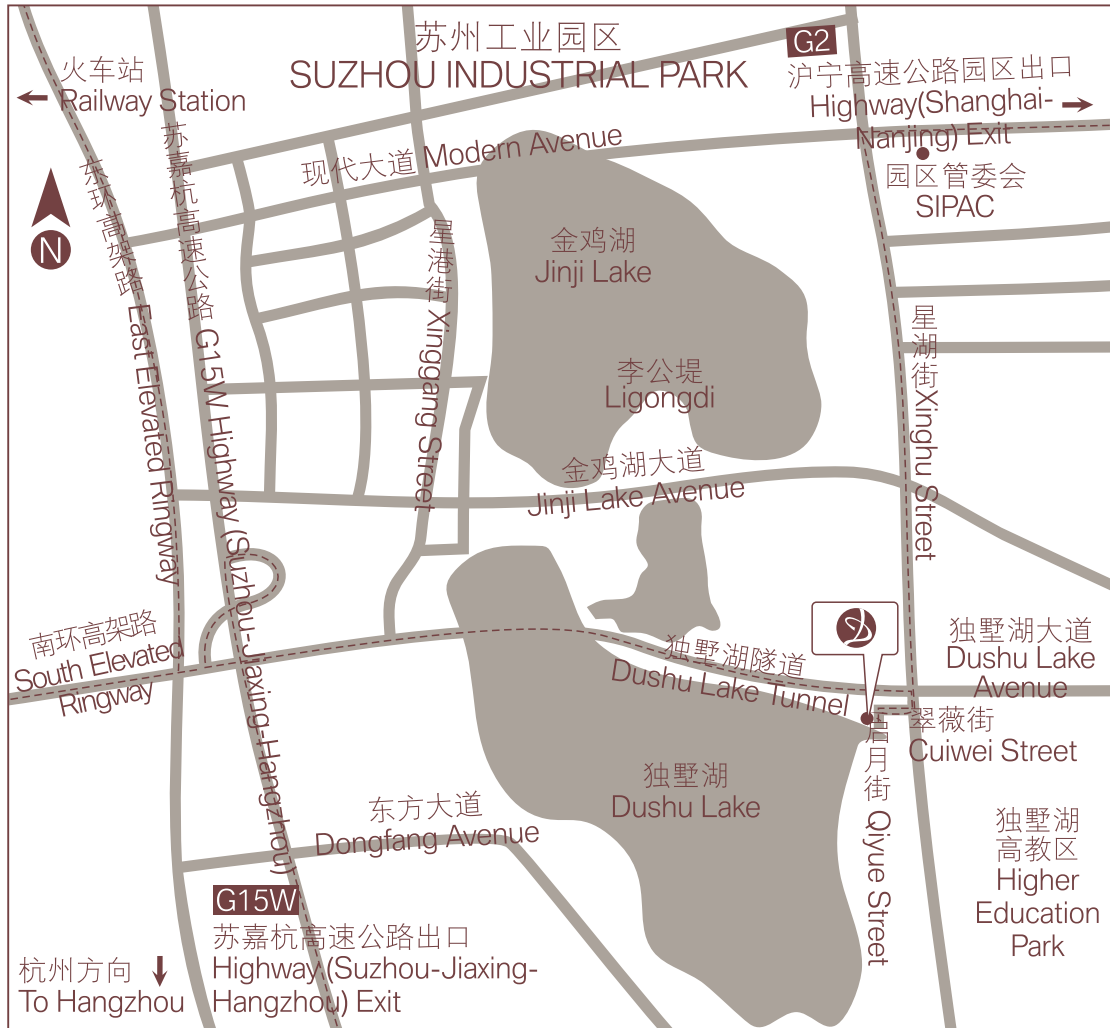 苏州工业园区
SUZHOU INDUSTRIAL PARK
G2
沪宁高速公路园区出口
Highway(Shanghai-
Nanjing) Exit
火车站
Railway Station
园区管委会
SIPAC
现代大道 Modern Avenue
N
东环高架路 East Elevated Ringway
苏嘉杭高速公路 G15W Highway (Suzhou-Jiaxing-Hangzhou)
星港街 Xinggang Street
金鸡湖
Jinji Lake
李公堤
Ligongdi
星湖街 Xinghu Street
金鸡湖大道
Jinji Lake Avenue
南环高架路
South Elevated
Ringway
独墅湖隧道
Dushu Lake Tunnel
独墅湖大道
Dushu Lake
Avenue
翠薇街
Cuiwei Street
启月街 Qiyue Street
独墅湖
Dushu Lake
东方大道
Dongfang Avenue
独墅湖
高教区
Higher
Education
Park
G15W
苏嘉杭高速公路出口
Highway (Suzhou-Jiaxing-
Hangzhou) Exit
杭州方向
To Hangzhou